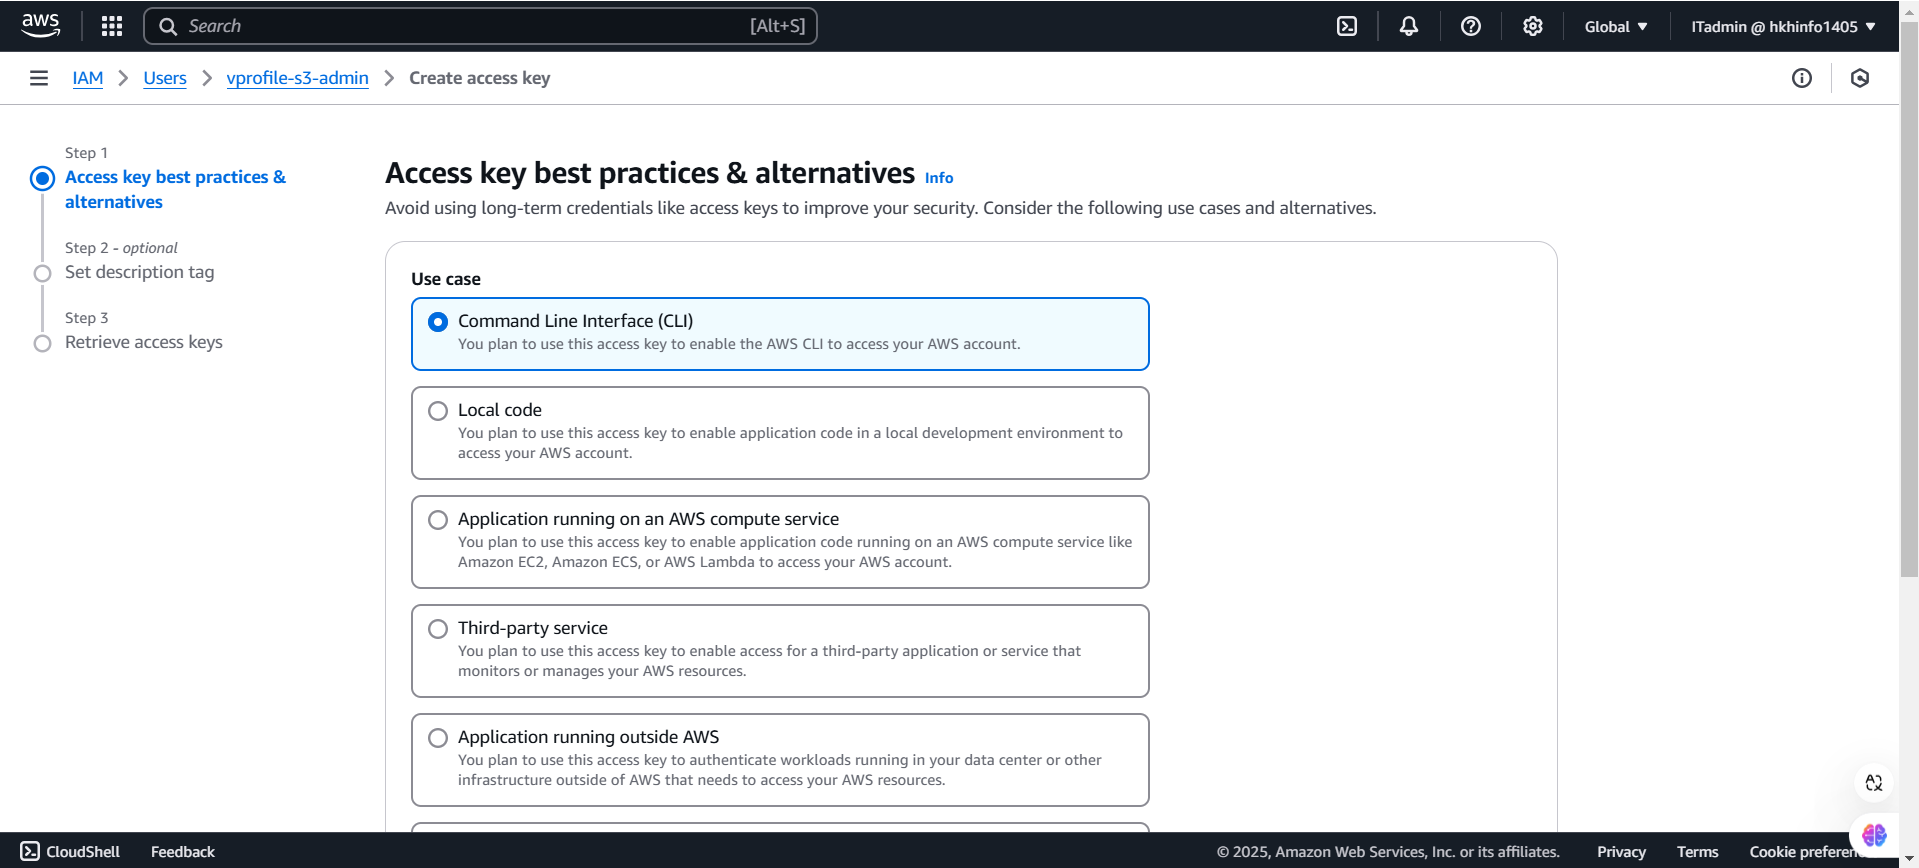 aws
Search [Alt+S]
Global
ITadmin @ hkhinfo1405
IAM
Users
vprofile-s3-admin
Create access key
Step 1
Access key best practices &
alternatives
Step 2 - optional
Set description tag
Step 3
Retrieve access keys
Access key best practices & alternatives Info
Avoid using long-term credentials like access keys to improve your security. Consider the following use cases and alternatives.
Use case
Command Line Interface (CLI)
You plan to use this access key to enable the AWS CLI to access your AWS account.
Local code
You plan to use this access key to enable application code in a local development environment to
access your AWS account.
Application running on an AWS compute service
You plan to use this access key to enable application code running on an AWS compute service like
Amazon EC2, Amazon ECS, or AWS Lambda to access your AWS account.
Third-party service
You plan to use this access key to enable access for a third-party application or service that
monitors or manages your AWS resources.
Application running outside AWS
You plan to use this access key to authenticate workloads running in your data center or other
infrastructure outside of AWS that needs to access your AWS resources.
CloudShell
Feedback
© 2025, Amazon Web Services, Inc. or its affiliates.
Privacy
Terms
Cookie